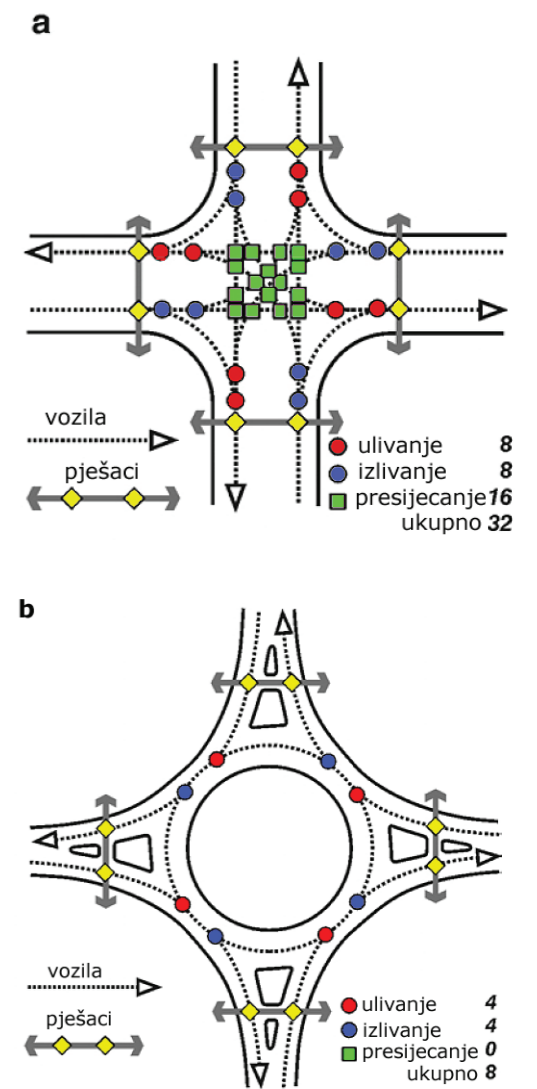 a
vozila
pješaci
ulivanje 8
izlivanje 8
presijecanje 16
ukupno 32
b
vozila
pješaci
ulivanje 4
izlivanje 4
presijecanje 0
ukupno 8